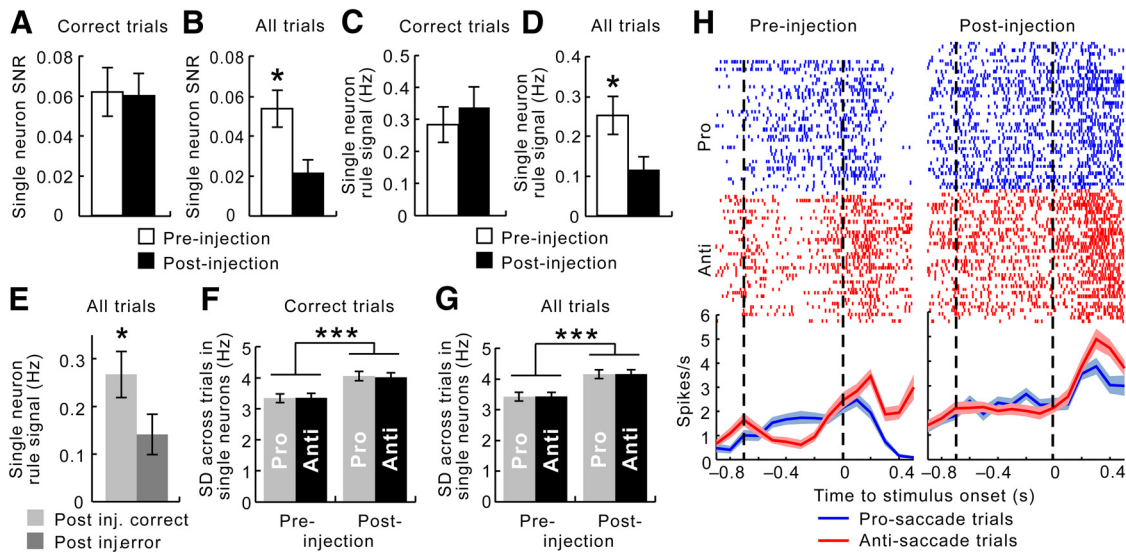 A
Correct trials
Single neuron SNR
0.08
0.06
0.04
0.02
0
B
All trials
Single neuron SNR
0.08
0.06
0.04
0.02
0
*
C
Correct trials
Single neuron
rule signal (Hz)
0.5
0.4
0.3
0.2
0.1
0
D
All trials
Single neuron
rule signal (Hz)
0.4
0.3
0.2
0.1
0
*
Pre-injection
Post-injection
E
All trials
Single neuron
rule signal (Hz)
0.3
0.2
0.1
0
*
Post inj. correct
Post inj.error
F
Correct trials
SD across trials in
single neurons (Hz)
5
4
3
2
1
0
***
Pro
Anti
Pro
Anti
Pre-
Post-
injection
G
All trials
SD across trials in
single neurons (Hz)
5
4
3
2
1
0
***
Pro
Anti
Pro
Anti
Pre-
Post-
injection
H
Pre-injection
Post-injection
Pro
Anti
Spikes/s
6
5
4
3
2
1
0
−0.8
−0.4
0
0.4
−0.8
−0.4
0
0.4
Time to stimulus onset (s)
Pro-saccade trials
Anti-saccade trials